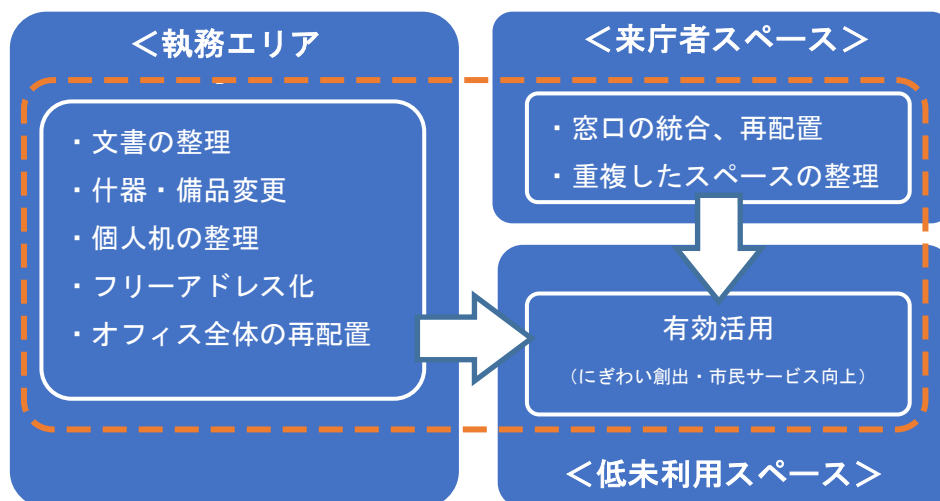 ＜執務エリア
・文書の整理
・什器・備品変更
・個人机の整理
・フリーアドレス化
・オフィス全体の再配置
＜来庁者スペース＞
・窓口の統合、再配置
・重複したスペースの整理
有効活用
（にぎわい創出・市民サービス向上）
＜低未利用スペース＞